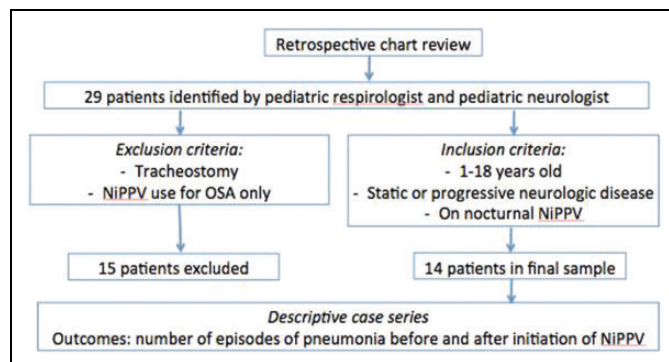 Retrospective chart review
29 patients identified by pediatric respirologist and pediatric neurologist
Exclusion criteria:
- Tracheostomy
- NiPPV use for OSA only
Inclusion criteria:
- 1-18 years old
- Static or progressive neurologic disease
- On nocturnal NiPPV
15 patients excluded
14 patients in final sample
Descriptive case series
Outcomes: number of episodes of pneumonia before and after initiation of NiPPV